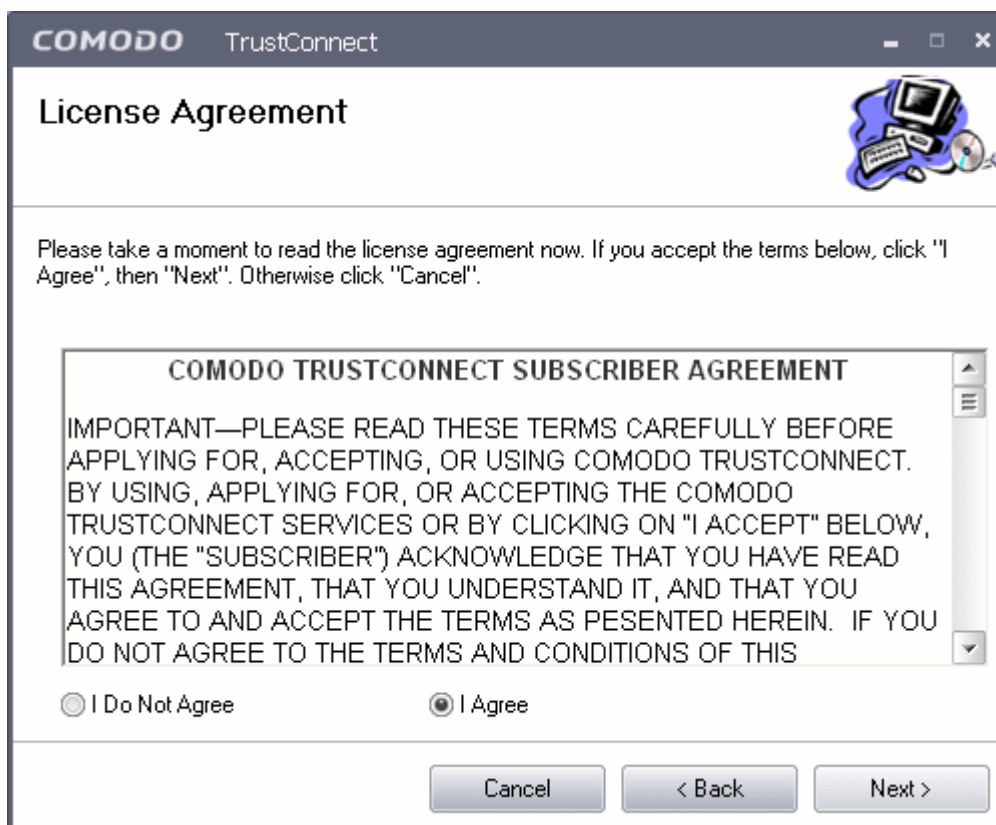 COMODO TrustConnect
License Agreement
Please take a moment to read the license agreement now. If you accept the terms below, click "I
Agree", then "Next". Otherwise click "Cancel".
COMODO TRUSTCONNECT SUBSCRIBER AGREEMENT
IMPORTANT—PLEASE READ THESE TERMS CAREFULLY BEFORE
APPLYING FOR, ACCEPTING, OR USING COMODO TRUSTCONNECT.
BY USING, APPLYING FOR, OR ACCEPTING THE COMODO
TRUSTCONNECT SERVICES OR BY CLICKING ON "I ACCEPT" BELOW,
YOU (THE "SUBSCRIBER") ACKNOWLEDGE THAT YOU HAVE READ
THIS AGREEMENT, THAT YOU UNDERSTAND IT, AND THAT YOU
AGREE TO AND ACCEPT THE TERMS AS PESENTED HEREIN.  IF YOU
DO NOT AGREE TO THE TERMS AND CONDITIONS OF THIS
I Do Not Agree I Agree
Cancel < Back Next >